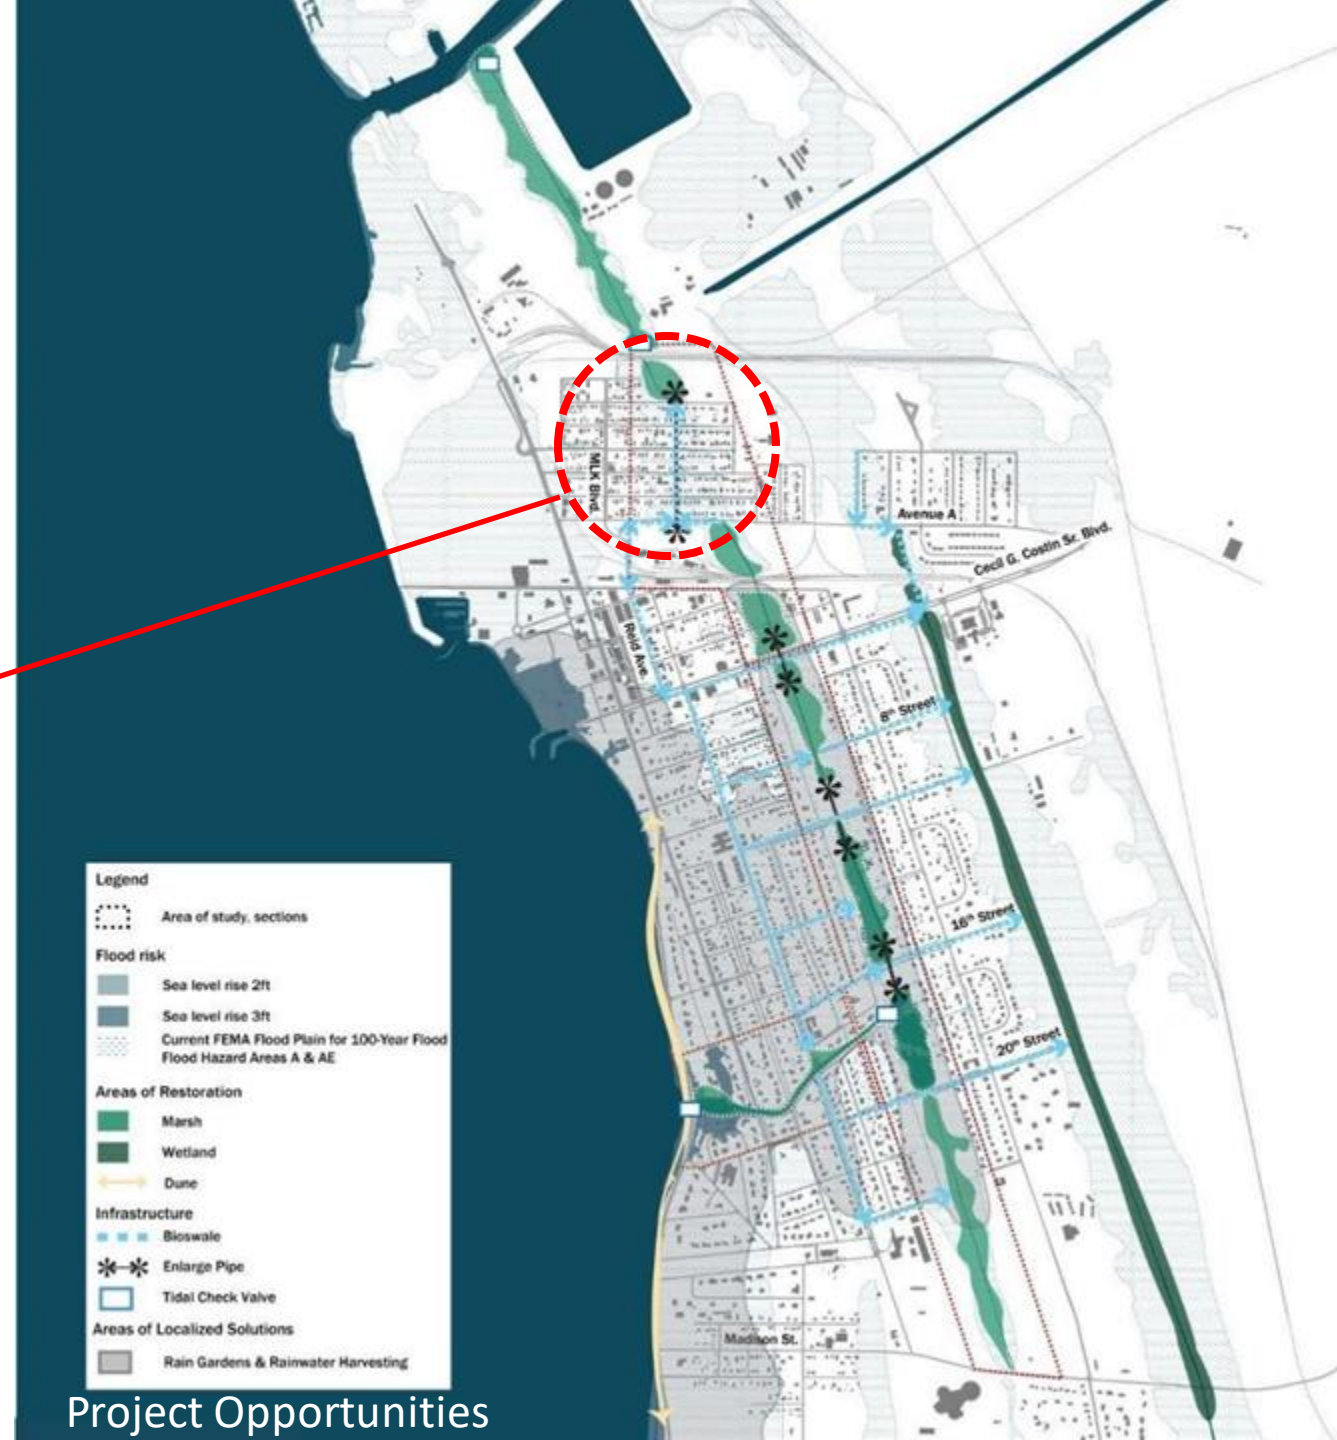 MLK Blvd.
Avenue A
Cecil G. Costin Sr. Blvd.
Reid Ave.
8th Street
16th Street
20th Street
Madison St.
Legend
Area of study, sections
Flood risk
Sea level rise 2ft
Sea level rise 3ft
Current FEMA Flood Plain for 100-Year Flood
Flood Hazard Areas A & AE
Areas of Restoration
Marsh
Wetland
Dune
Infrastructure
Bioswale
Enlarge Pipe
Tidal Check Valve
Areas of Localized Solutions
Rain Gardens & Rainwater Harvesting
Project Opportunities